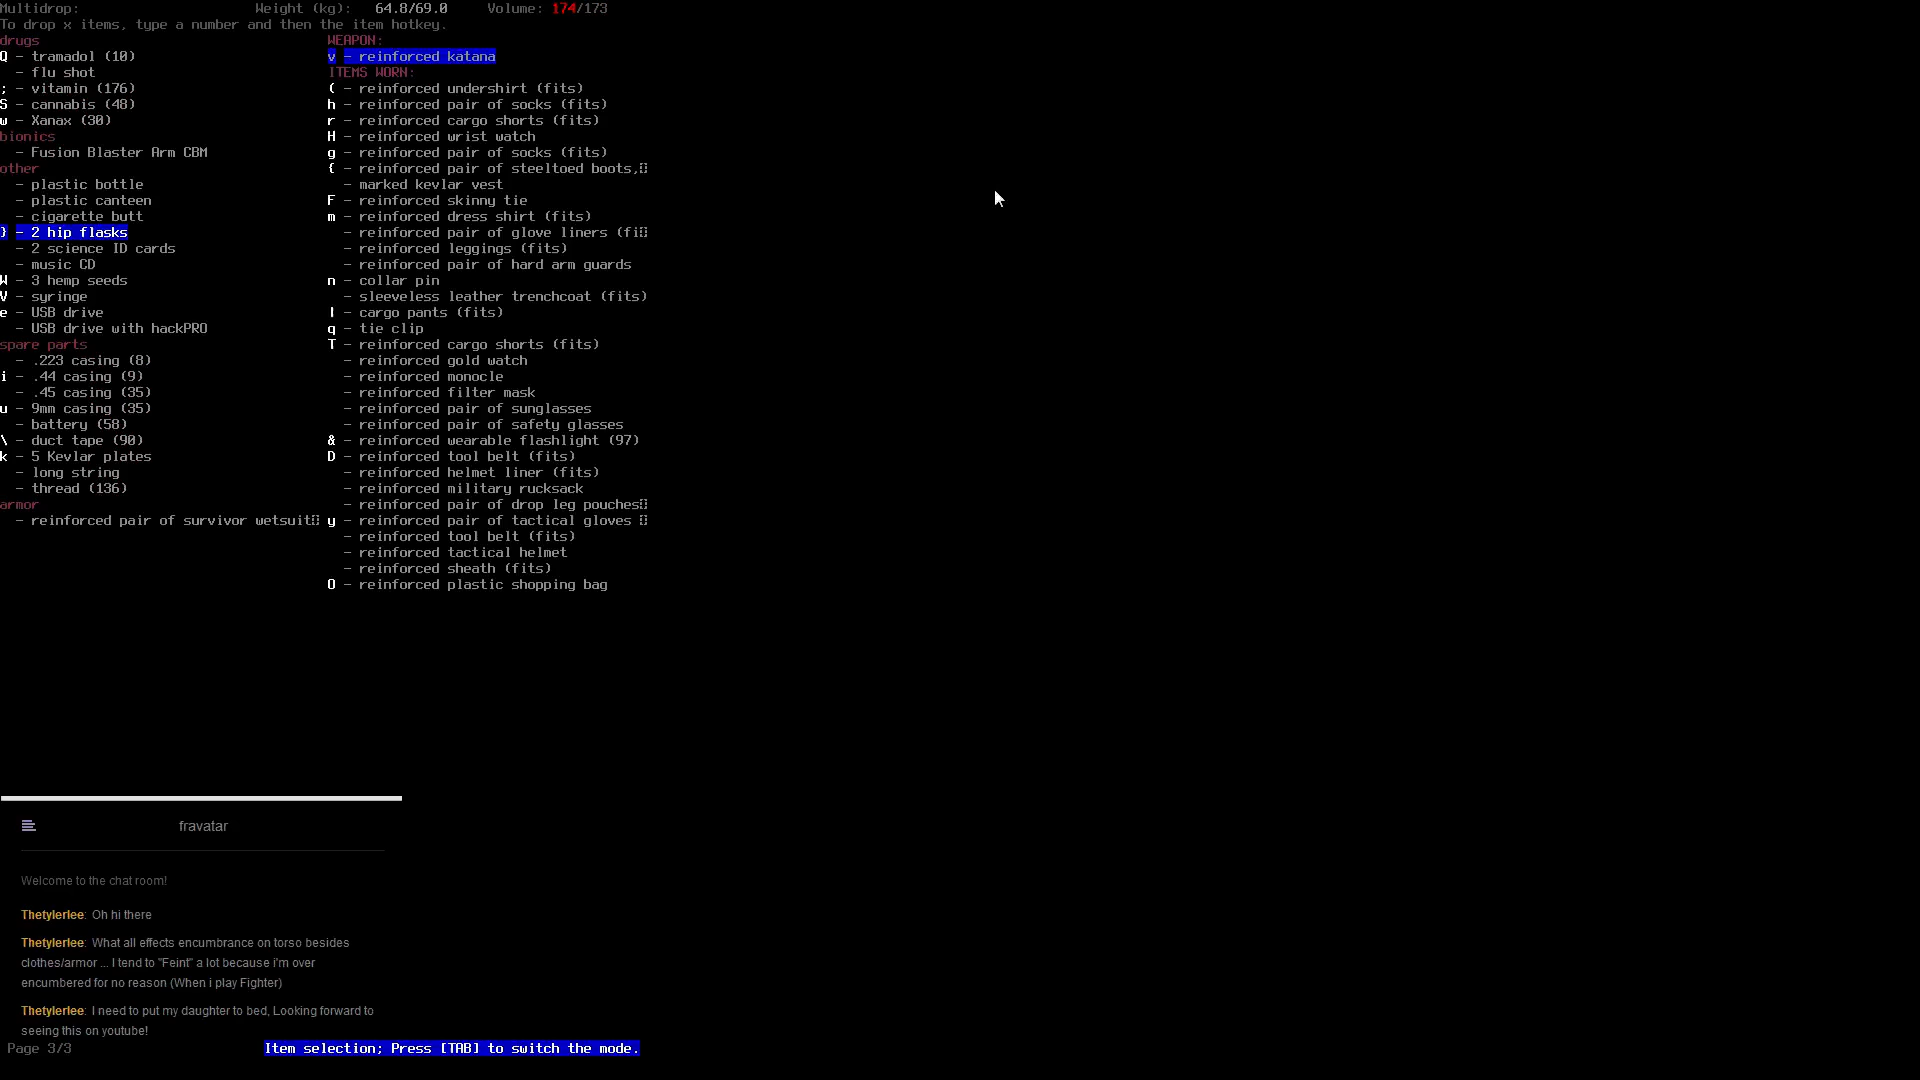 Multidrop: Weight (kg): 64.8/69.0 Volume: 174/173
To drop x items, type a number and then the item hotkey.
drugs
Q - tramadol (10)
- flu shot
; - vitamin (176)
S - cannabis (48)
w - Xanax (30)
bionics
- Fusion Blaster Arm CBM
other
- plastic bottle
- plastic canteen
- cigarette butt
} - 2 hip flasks
- 2 science ID cards
- music CD
W - 3 hemp seeds
V - syringe
e - USB drive
- USB drive with hackPRO
spare parts
- .223 casing (8)
i - .44 casing (9)
- .45 casing (35)
u - 9mm casing (35)
- battery (58)
\ - duct tape (90)
k - 5 Kevlar plates
- long string
- thread (136)
armor
- reinforced pair of survivor wetsuit
WEAPON:
v - reinforced katana
ITEMS WORN:
( - reinforced undershirt (fits)
h - reinforced pair of socks (fits)
r - reinforced cargo shorts (fits)
H - reinforced wrist watch
g - reinforced pair of socks (fits)
{ - reinforced pair of steeltoed boots,
- marked kevlar vest
F - reinforced skinny tie
m - reinforced dress shirt (fits)
- reinforced pair of glove liners (fi
- reinforced leggings (fits)
- reinforced pair of hard arm guards
n - collar pin
- sleeveless leather trenchcoat (fits)
l - cargo pants (fits)
q - tie clip
T - reinforced cargo shorts (fits)
- reinforced gold watch
- reinforced monocle
- reinforced filter mask
- reinforced pair of sunglasses
- reinforced pair of safety glasses
& - reinforced wearable flashlight (97)
D - reinforced tool belt (fits)
- reinforced helmet liner (fits)
- reinforced military rucksack
- reinforced pair of drop leg pouches
y - reinforced pair of tactical gloves
- reinforced tool belt (fits)
- reinforced tactical helmet
- reinforced sheath (fits)
O - reinforced plastic shopping bag
fravatar
Welcome to the chat room!
Thetylerlee: Oh hi there
Thetylerlee: What all effects encumbrance on torso besides
clothes/armor ... I tend to "Feint" a lot because i'm over
encumbered for no reason (When i play Fighter)
Thetylerlee: I need to put my daughter to bed, Looking forward to
seeing this on youtube!
Page 3/3 Item selection; Press [TAB] to switch the mode.